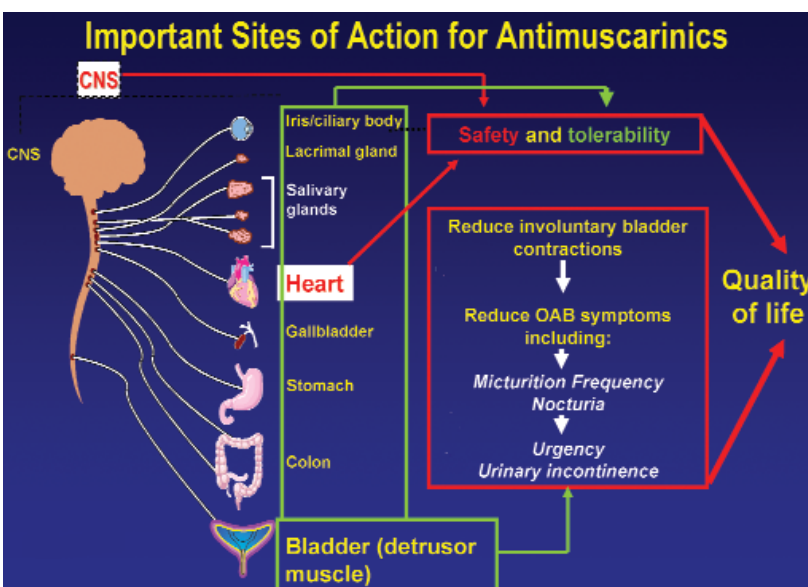 Important Sites of Action for Antimuscarinics
CNS
CNS
Iris/ciliary body
Lacrimal gland
Salivary
glands
Heart
Gallbladder
Stomach
Colon
Bladder (detrusor
muscle)
Safety and tolerability
Reduce involuntary bladder
contractions
Reduce OAB symptoms
including:
Micturition Frequency
Nocturia
Urgency
Urinary incontinence
Quality
of life